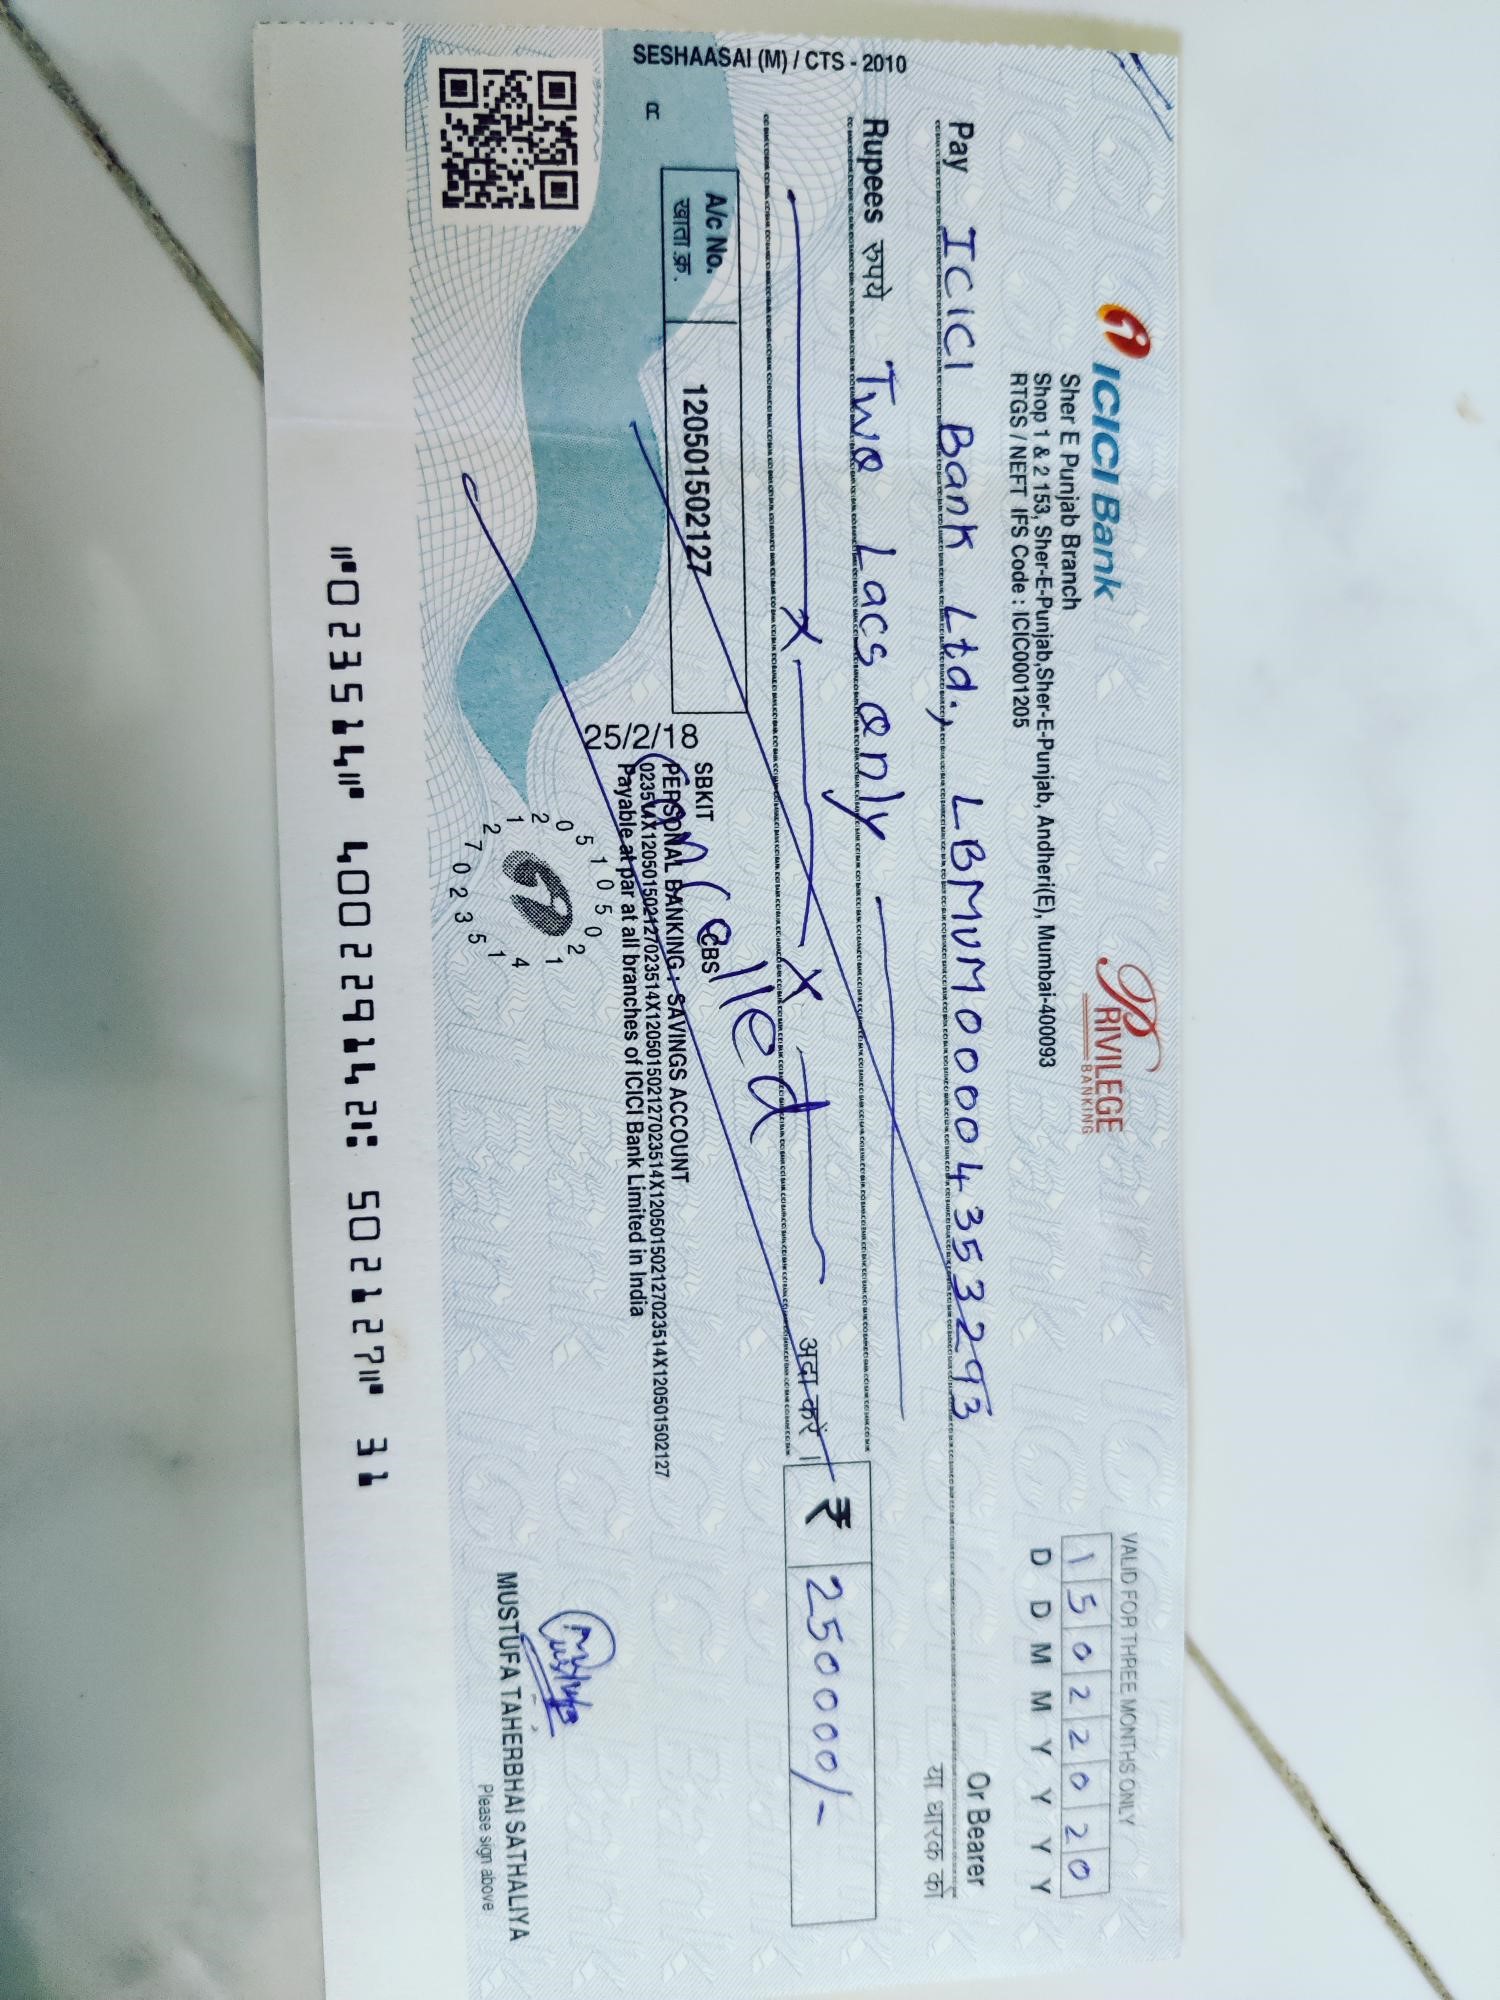 ICICI Bank
PRIVILEGE
BANKING
Sher E Punjab Branch
Shop 1 & 2 153, Sher-E-Punjab,Sher-E-Punjab, Andheri(E), Mumbai-400093
RTGS / NEFT IFS Code : ICIC0001205
VALID FOR THREE MONTHS ONLY
1 5 0 2 2 0 2 0
D D M M Y Y Y Y
Pay ICICI Bank Ltd., LBMUM00004353293 Or Bearer
या धारक को
Rupees रुपये Two Lacs only
x x अदा करें । ₹ 250000/-
Cancelled
A/c No.
खाता क्र.
120501502127
SBKIT CBS
PERSONAL BANKING : SAVINGS ACCOUNT
023514X120501502127023514X120501502127023514X120501502127
Payable at par at all branches of ICICI Bank Limited in India
25/2/18
SESHAASAI (M) / CTS - 2010
R
1 2 0 5 0 1 5 0 2 1 2 7 0 2 3 5 1 4
Mustufa
MUSTUFA TAHERBHAI SATHALIYA
Please sign above
⑈023514⑈ 400229142⑆ 502127⑈ 31